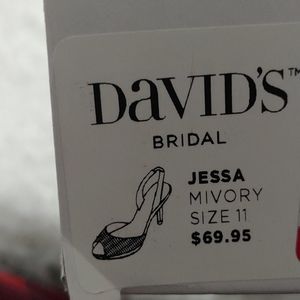 DaVID'S™
BRIDAL
JESSA
MIVORY
SIZE 11
$69.95